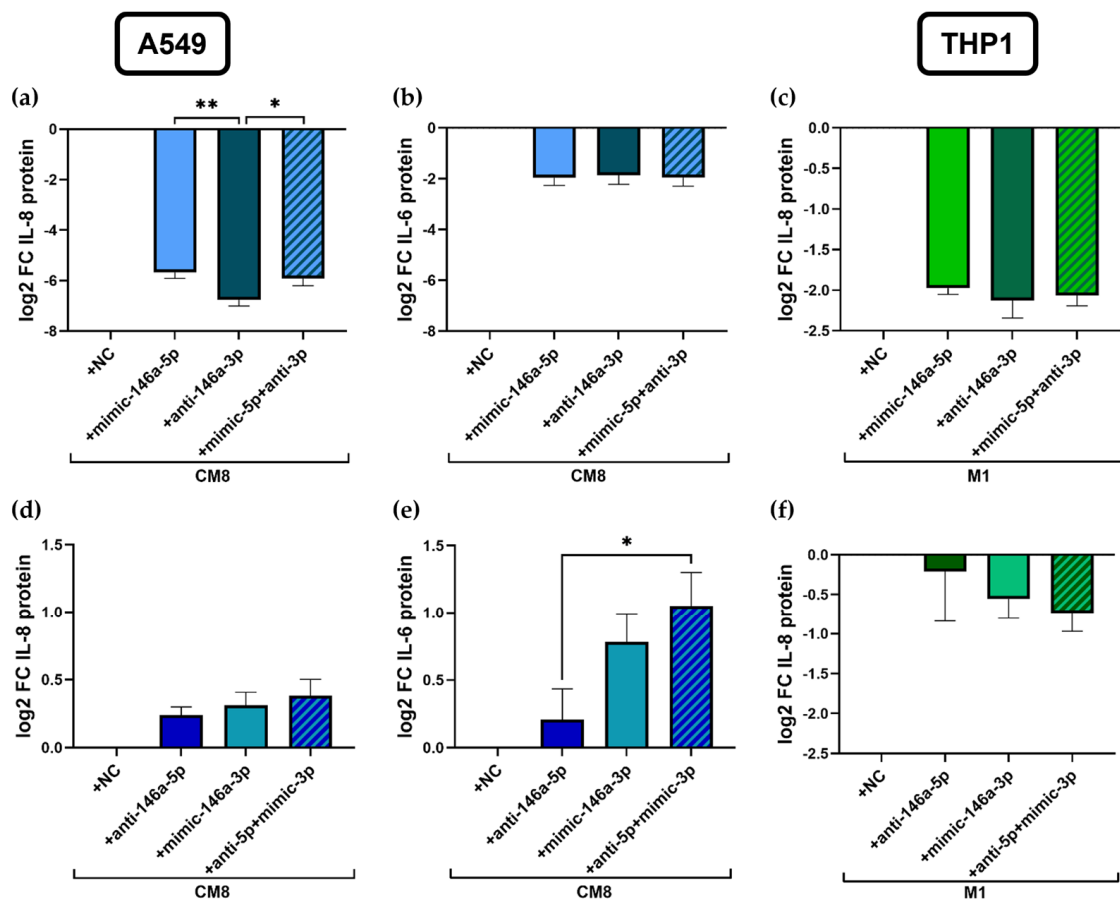 A549
THP1
(a)
** *
log2 FC IL-8 protein
0
-2
-4
-6
-8
+NC
+mimic-146a-5p
+anti-146a-3p
+mimic-5p+anti-3p
CM8
(b)
log2 FC IL-6 protein
0
-2
-4
-6
-8
+NC
+mimic-146a-5p
+anti-146a-3p
+mimic-5p+anti-3p
CM8
(c)
log2 FC IL-8 protein
0.0
-0.5
-1.0
-1.5
-2.0
-2.5
+NC
+mimic-146a-5p
+anti-146a-3p
+mimic-5p+anti-3p
M1
(d)
log2 FC IL-8 protein
1.5
1.0
0.5
0.0
+NC
+anti-146a-5p
+mimic-146a-3p
+anti-5p+mimic-3p
CM8
(e)
*
log2 FC IL-6 protein
1.5
1.0
0.5
0.0
+NC
+anti-146a-5p
+mimic-146a-3p
+anti-5p+mimic-3p
CM8
(f)
log2 FC IL-8 protein
0.0
-0.5
-1.0
-1.5
-2.0
-2.5
+NC
+anti-146a-5p
+mimic-146a-3p
+anti-5p+mimic-3p
M1